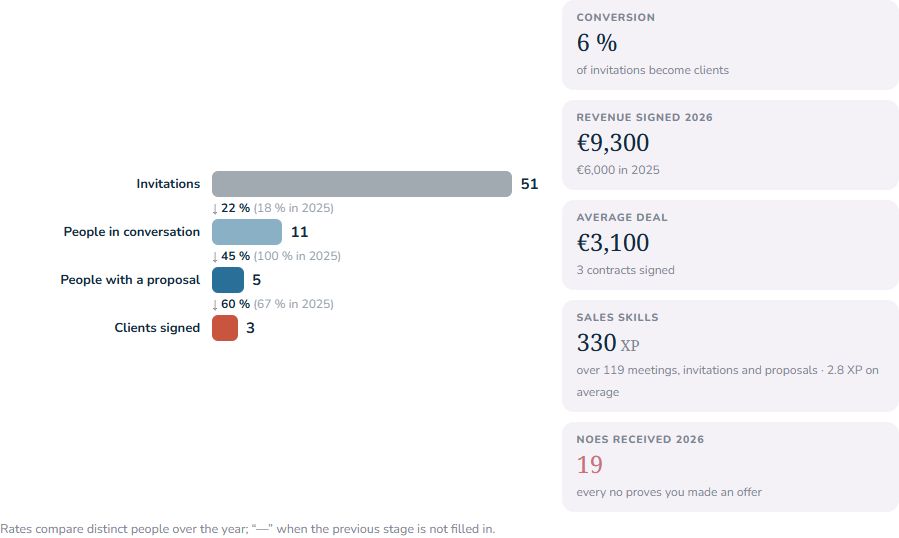 Invitations 51
↓ 22 % (18 % in 2025)
People in conversation 11
↓ 45 % (100 % in 2025)
People with a proposal 5
↓ 60 % (67 % in 2025)
Clients signed 3
CONVERSION
6 %
of invitations become clients
REVENUE SIGNED 2026
€9,300
€6,000 in 2025
AVERAGE DEAL
€3,100
3 contracts signed
SALES SKILLS
330 XP
over 119 meetings, invitations and proposals · 2.8 XP on
average
NOES RECEIVED 2026
19
every no proves you made an offer
Rates compare distinct people over the year; “—” when the previous stage is not filled in.